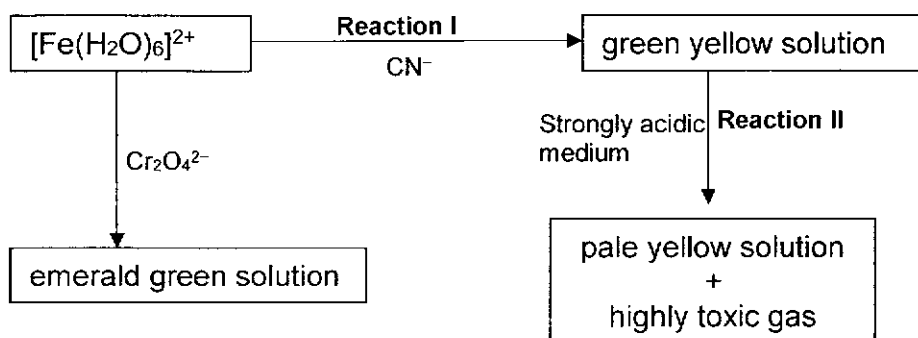 [Fe(H₂O)₆]²⁺
Reaction I
CN⁻
green yellow solution
Cr₂O₄²⁻
Strongly acidic
medium
Reaction II
emerald green solution
pale yellow solution
+
highly toxic gas